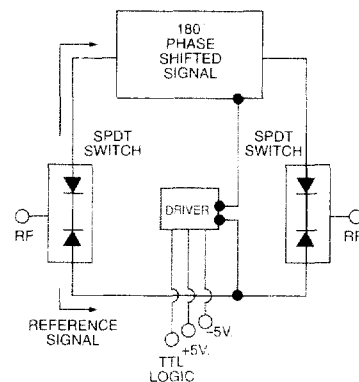 180°
PHASE
SHIFTED
SIGNAL
SPDT
SWITCH
SPDT
SWITCH
RF
DRIVER
RF
REFERENCE
SIGNAL
-5V.
+5V.
TTL
LOGIC